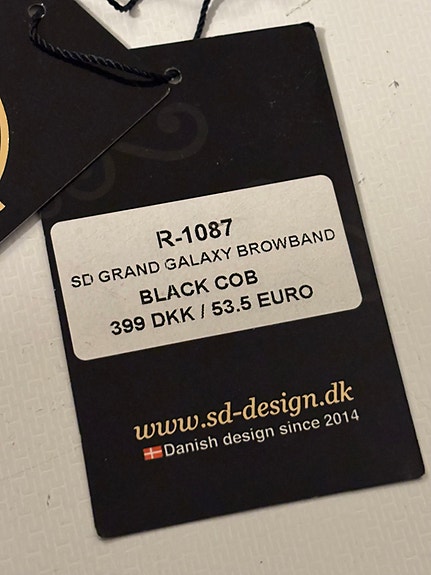 R-1087
SD GRAND GALAXY BROWBAND
BLACK COB
399 DKK / 53.5 EURO
www.sd-design.dk
Danish design since 2014